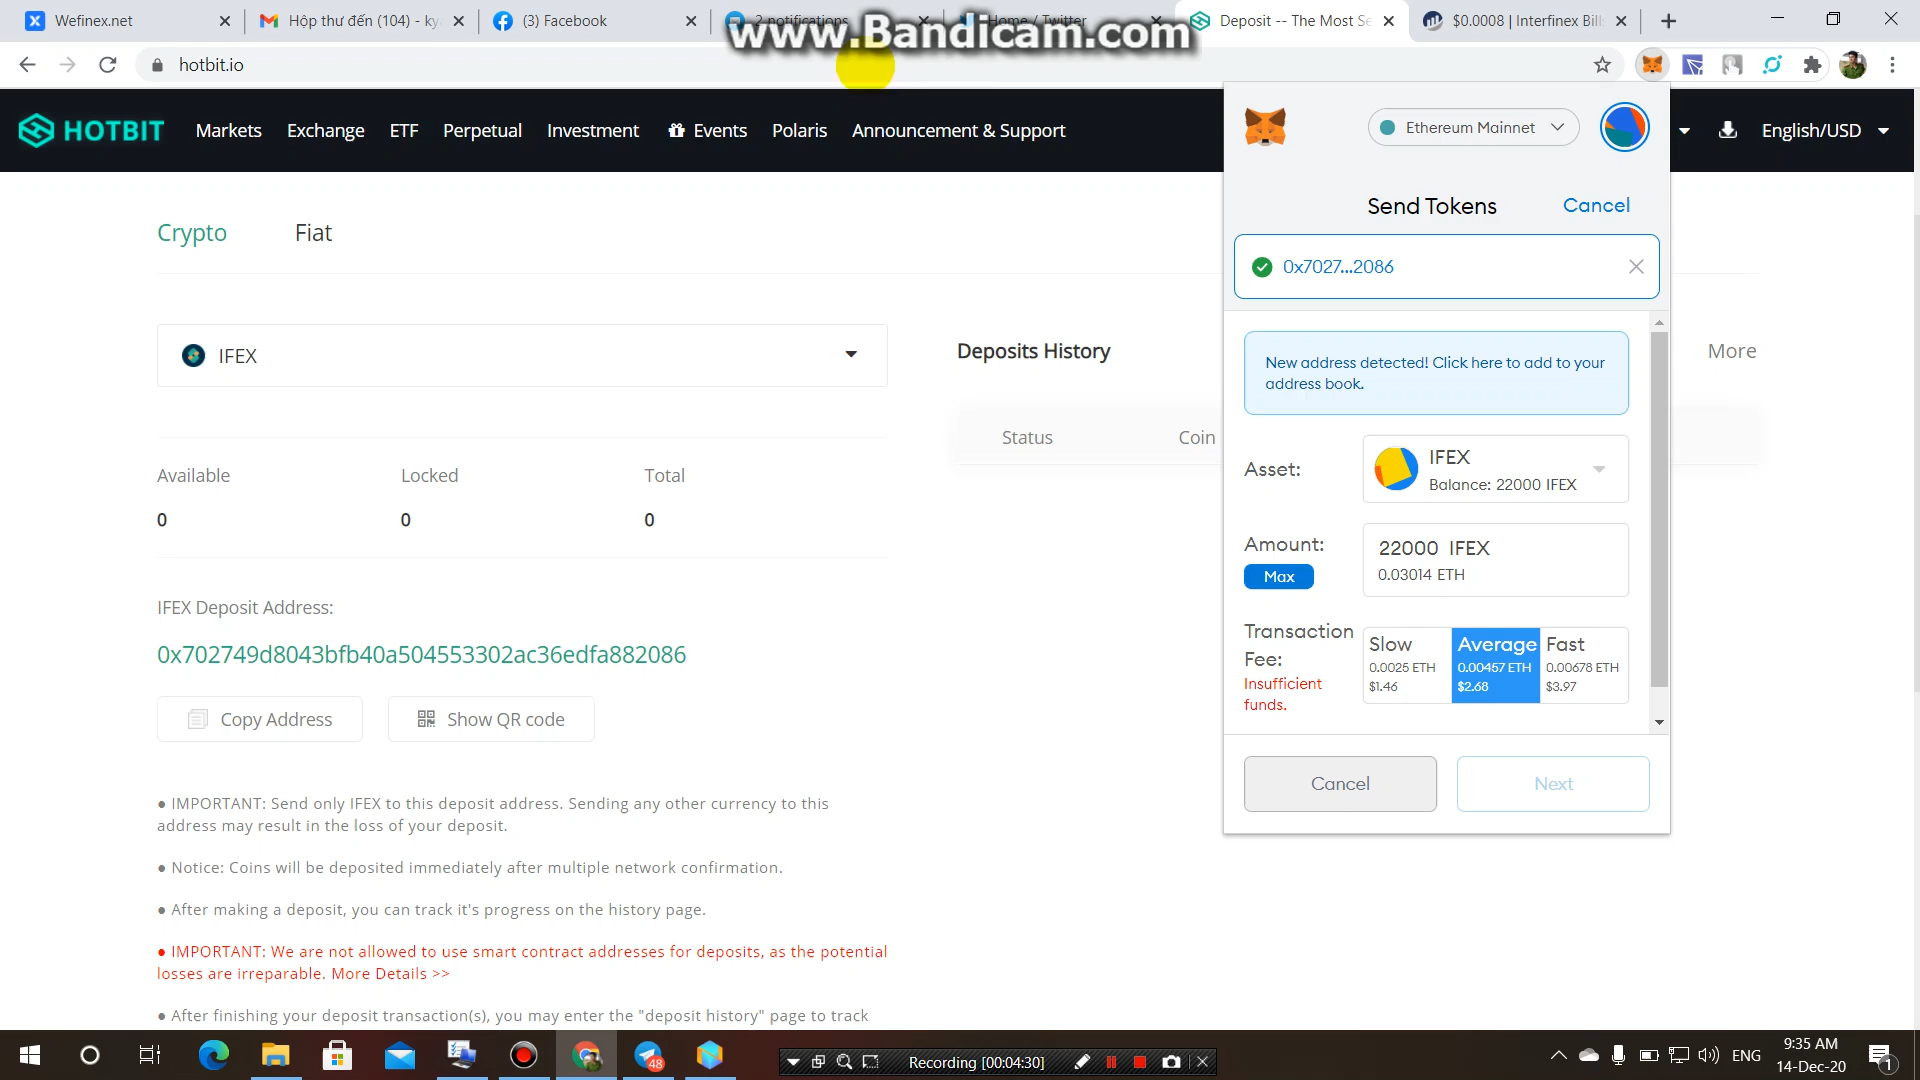 Wefinex.net
Hộp thư đến (104) - ky
(3) Facebook
2 notifications
Home / Twitter
Deposit -- The Most Se
$0.0008 | Interfinex Bill
www.Bandicam.com
hotbit.io
HOTBIT
Markets
Exchange
ETF
Perpetual
Investment
Events
Polaris
Announcement & Support
English/USD
Ethereum Mainnet
Send Tokens
Cancel
0x7027...2086
New address detected! Click here to add to your
address book.
Asset:
IFEX
Balance: 22000 IFEX
Amount:
Max
22000 IFEX
0.03014 ETH
Transaction
Fee:
Insufficient
funds.
Slow
0.0025 ETH
$1.46
Average
0.00457 ETH
$2.68
Fast
0.00678 ETH
$3.97
Cancel
Next
Crypto
Fiat
IFEX
Deposits History
More
Status
Coin
Available
Locked
Total
0
0
0
IFEX Deposit Address:
0x702749d8043bfb40a504553302ac36edfa882086
Copy Address
Show QR code
● IMPORTANT: Send only IFEX to this deposit address. Sending any other currency to this
address may result in the loss of your deposit.
● Notice: Coins will be deposited immediately after multiple network confirmation.
● After making a deposit, you can track it's progress on the history page.
● IMPORTANT: We are not allowed to use smart contract addresses for deposits, as the potential
losses are irreparable. More Details >>
● After finishing your deposit transaction(s), you may enter the "deposit history" page to track
48
Recording [00:04:30]
ENG
9:35 AM
14-Dec-20
1